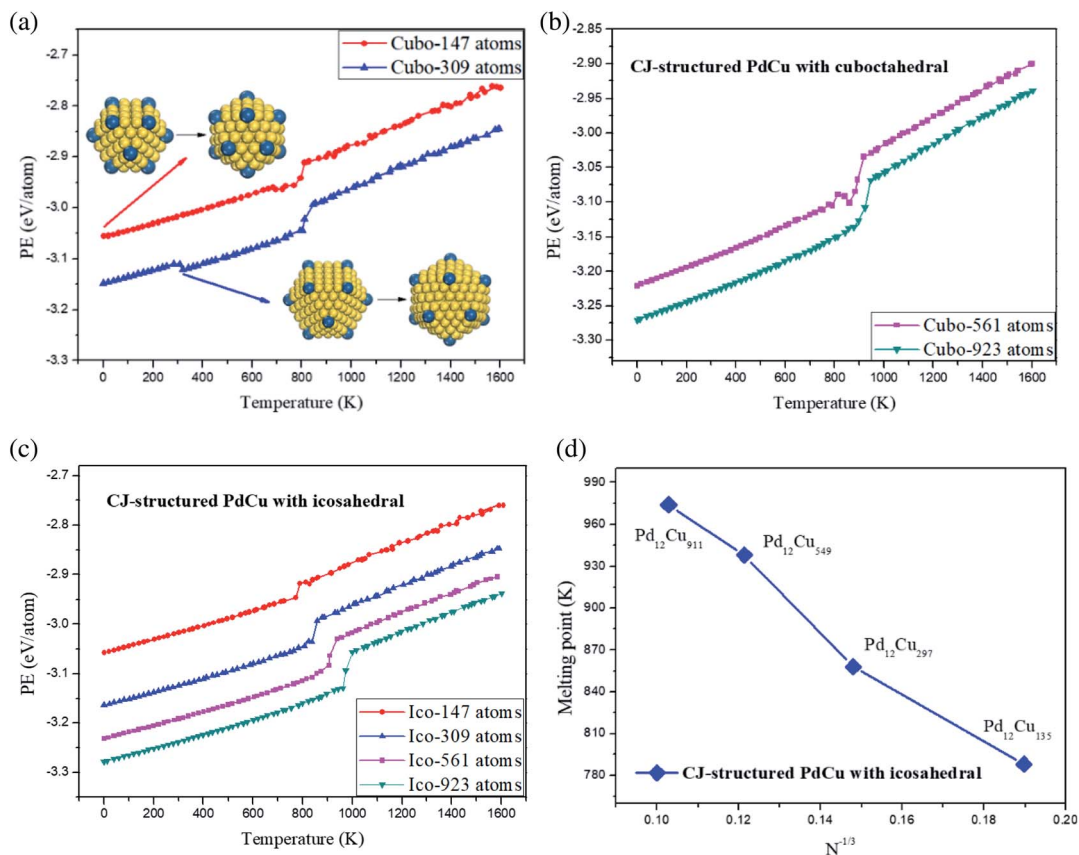 (a)
Cubo-147 atoms
Cubo-309 atoms
-2.7
-2.8
-2.9
-3.0
-3.1
-3.2
-3.3
PE (eV/atom)
0 200 400 600 800 1000 1200 1400 1600
Temperature (K)
(b)
CJ-structured PdCu with cuboctahedral
-2.85
-2.90
-2.95
-3.00
-3.05
-3.10
-3.15
-3.20
-3.25
-3.30
PE (eV/atom)
Cubo-561 atoms
Cubo-923 atoms
0 200 400 600 800 1000 1200 1400 1600
Temperature (K)
(c)
CJ-structured PdCu with icosahedral
-2.7
-2.8
-2.9
-3.0
-3.1
-3.2
-3.3
PE (eV/atom)
Ico-147 atoms
Ico-309 atoms
Ico-561 atoms
Ico-923 atoms
0 200 400 600 800 1000 1200 1400 1600
Temperature (K)
(d)
990
960
930
900
870
840
810
780
Melting point (K)
Pd₁₂Cu₉₁₁
Pd₁₂Cu₅₄₉
Pd₁₂Cu₂₉₇
Pd₁₂Cu₁₃₅
CJ-structured PdCu with icosahedral
0.10 0.12 0.14 0.16 0.18 0.20
N⁻¹/³